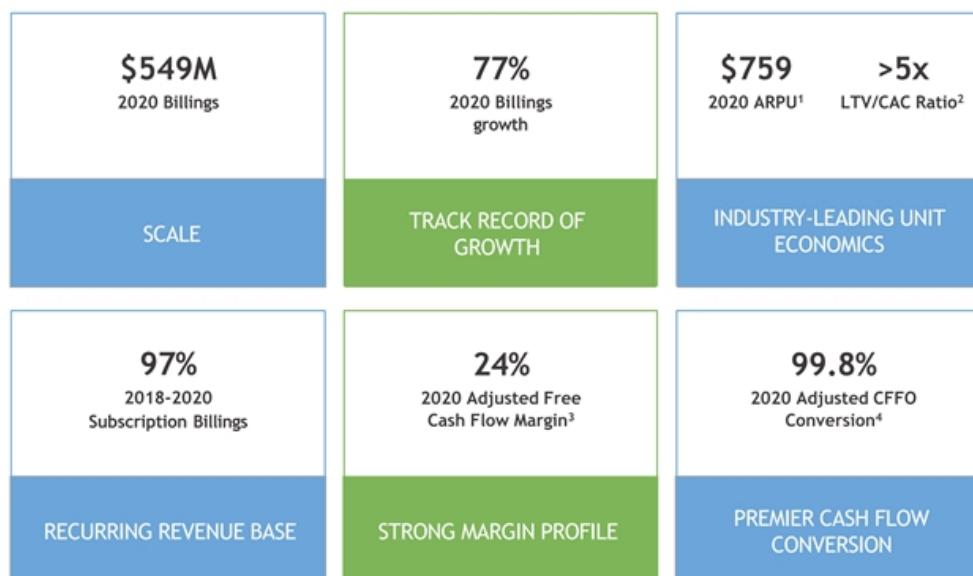 $549M
2020 Billings
SCALE
77%
2020 Billings
growth
TRACK RECORD OF
GROWTH
$759
2020 ARPU¹
>5x
LTV/CAC Ratio²
INDUSTRY-LEADING UNIT
ECONOMICS
97%
2018-2020
Subscription Billings
RECURRING REVENUE BASE
24%
2020 Adjusted Free
Cash Flow Margin³
STRONG MARGIN PROFILE
99.8%
2020 Adjusted CFFO
Conversion⁴
PREMIER CASH FLOW
CONVERSION